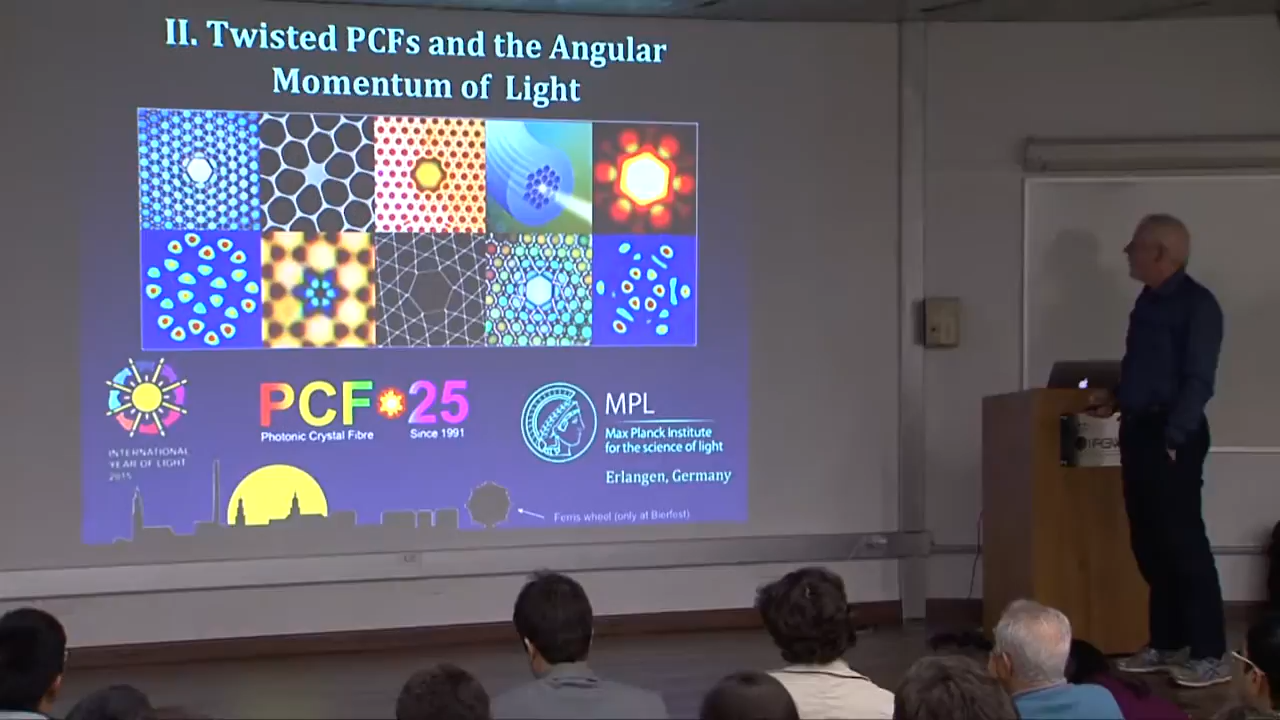 II. Twisted PCFs and the Angular
Momentum of Light
PCF 25
Photonic Crystal Fibre
Since 1991
INTERNATIONAL
YEAR OF LIGHT
2015
MPL
Max Planck Institute
for the science of light
Erlangen, Germany
Ferris wheel (only at Bierfest)